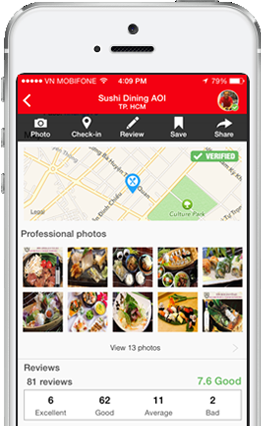 VN MOBIFONE 4:09 PM 79%
Sushi Dining AOI
TP. HCM
Photo Check-in Review Save Share
VERIFIED
Culture Park
Legal
Professional photos
View 13 photos
Reviews
81 reviews 7.6 Good
6 62 11 2
Excellent Good Average Bad